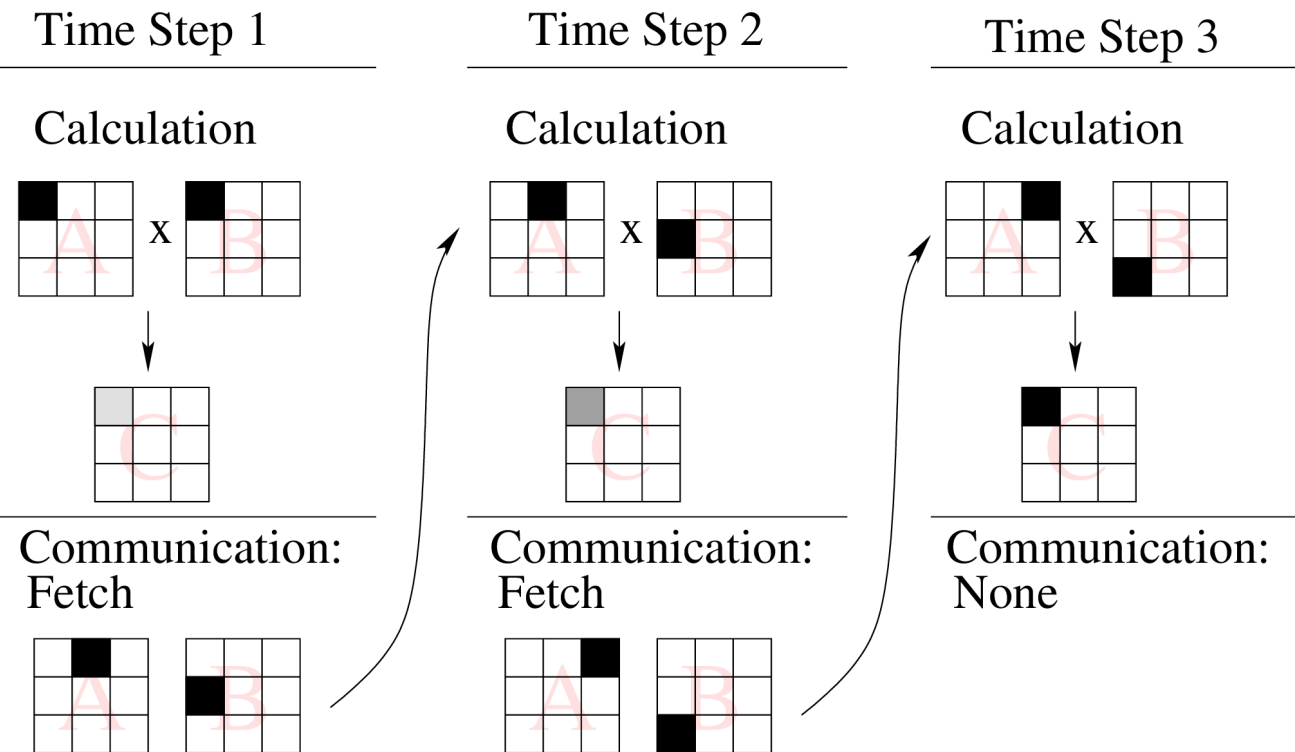 Time Step 1
Calculation
A x B
C
Communication:
Fetch
A B
Time Step 2
Calculation
A x B
C
Communication:
Fetch
A B
Time Step 3
Calculation
A x B
C
Communication:
None